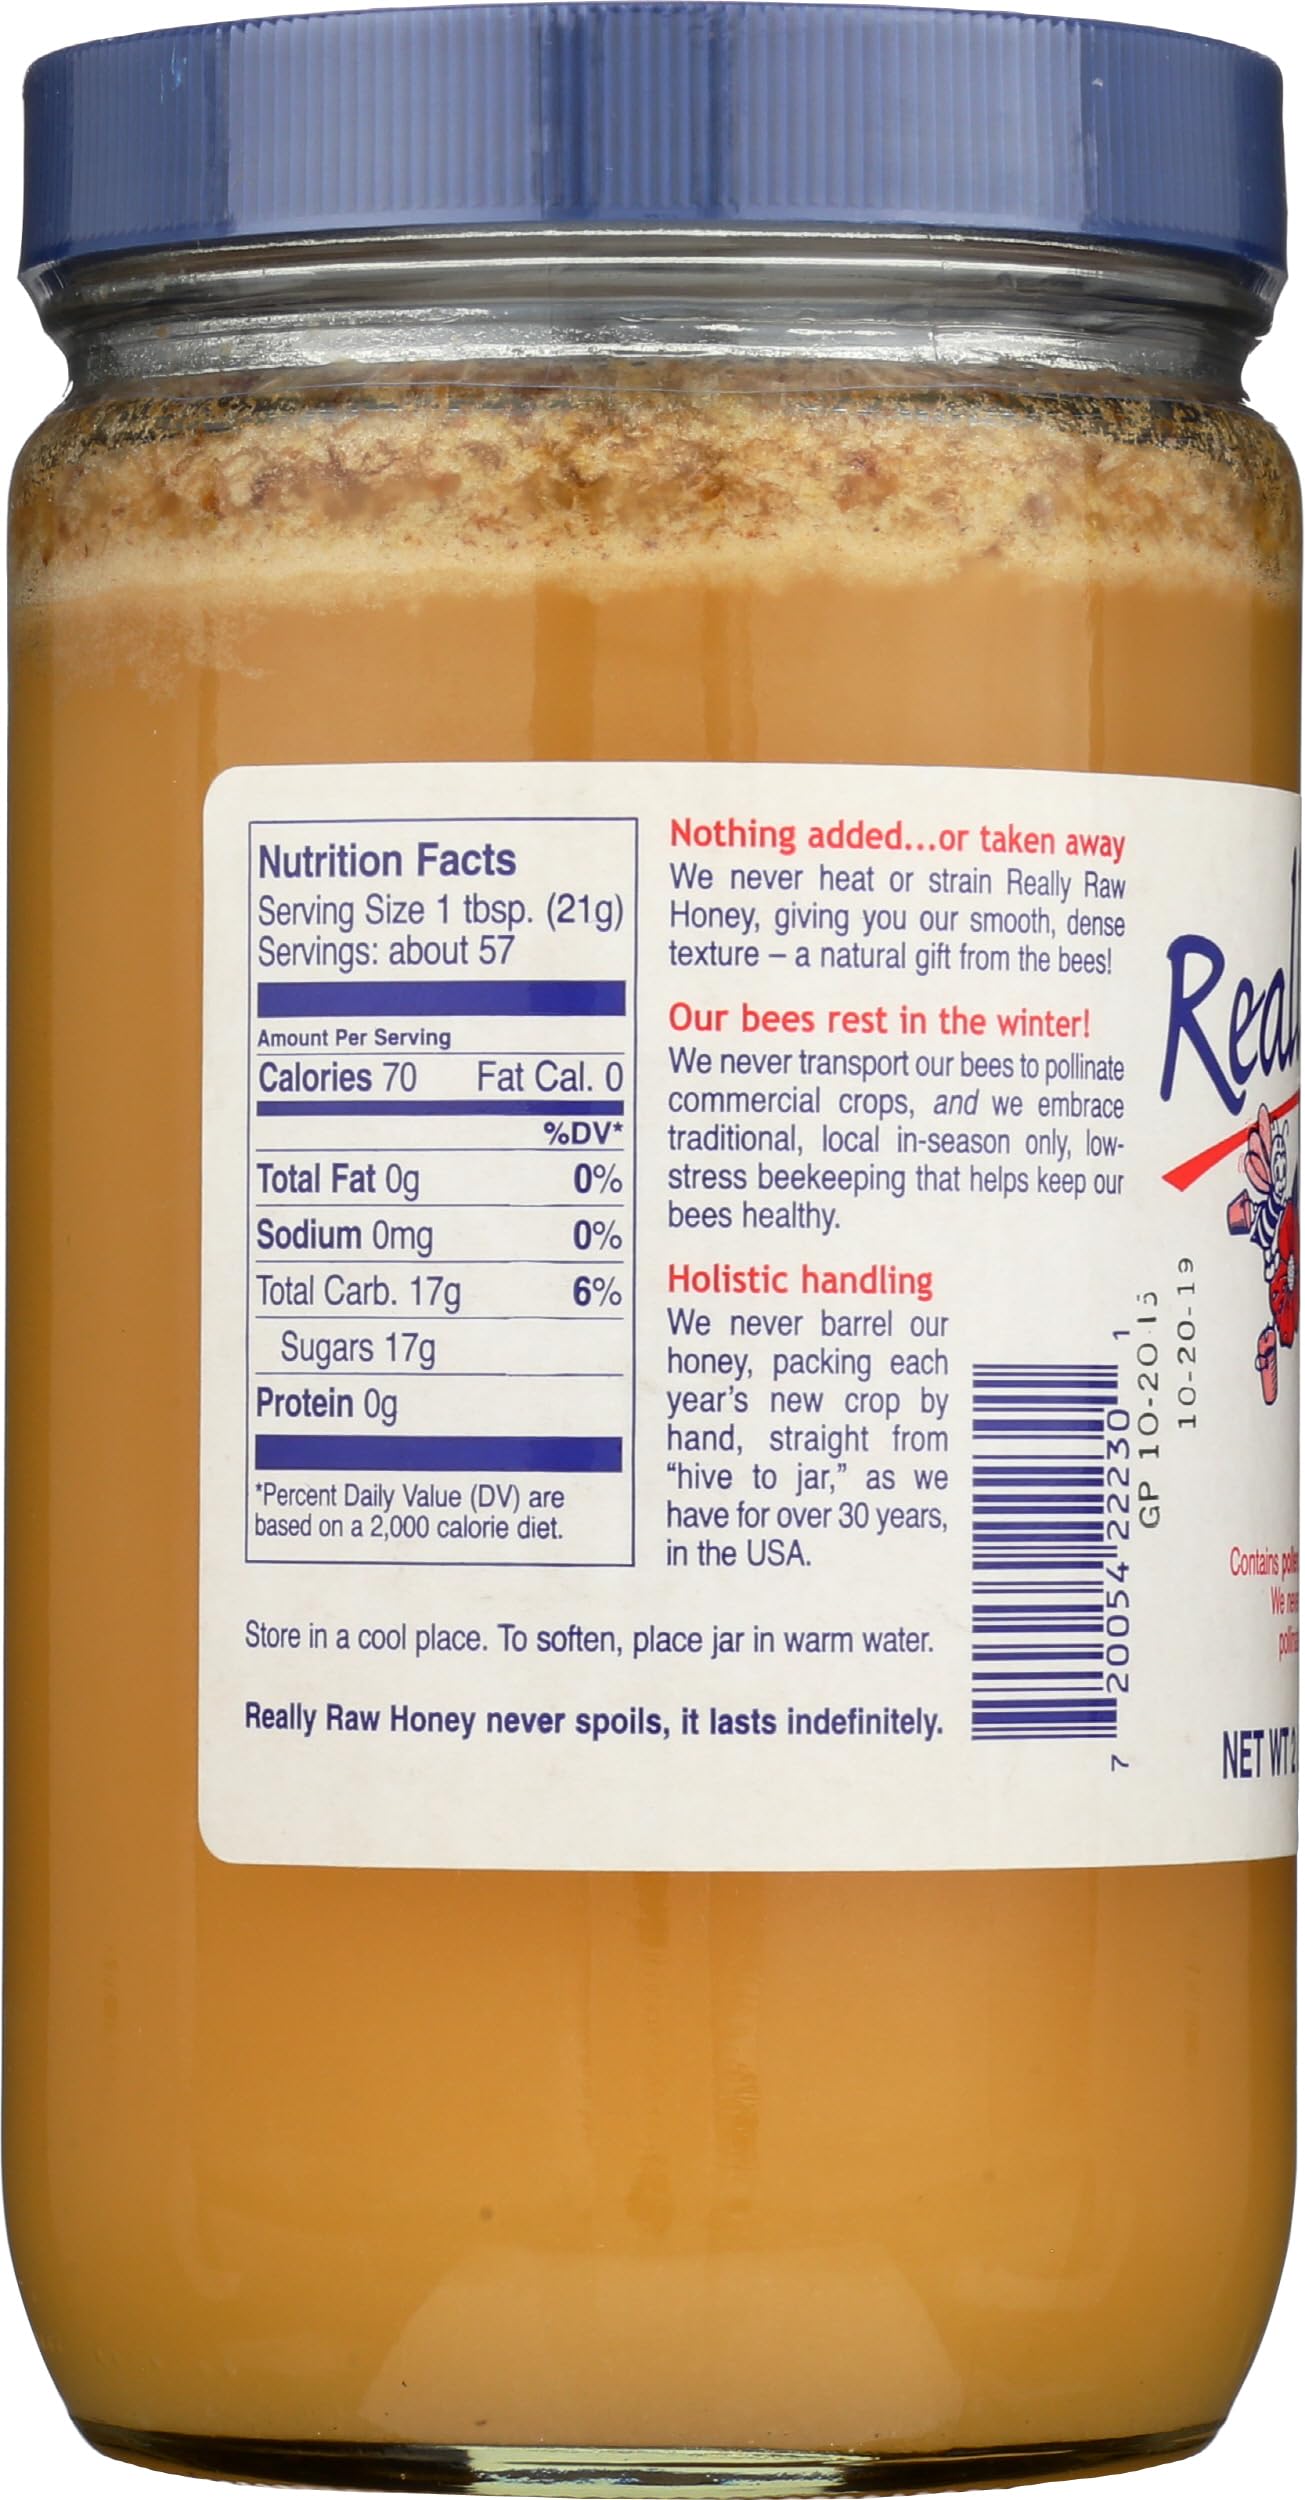 Nutrition Facts
Serving Size 1 tbsp. (21g)
Servings: about 57
Amount Per Serving
Calories 70 Fat Cal. 0
%DV*
Total Fat 0g 0%
Sodium 0mg 0%
Total Carb. 17g 6%
Sugars 17g
Protein 0g
*Percent Daily Value (DV) are
based on a 2,000 calorie diet.
Nothing added...or taken away
We never heat or strain Really Raw
Honey, giving you our smooth, dense
texture – a natural gift from the bees!
Our bees rest in the winter!
We never transport our bees to pollinate
commercial crops, and we embrace
traditional, local in-season only, low-
stress beekeeping that helps keep our
bees healthy.
Holistic handling
We never barrel our
honey, packing each
year's new crop by
hand, straight from
“hive to jar,” as we
have for over 30 years,
in the USA.
Store in a cool place. To soften, place jar in warm water.
Really Raw Honey never spoils, it lasts indefinitely.
7 20054 22230 1
GP 10-20-15
10-20-19
Real
Contains
We
NET WT